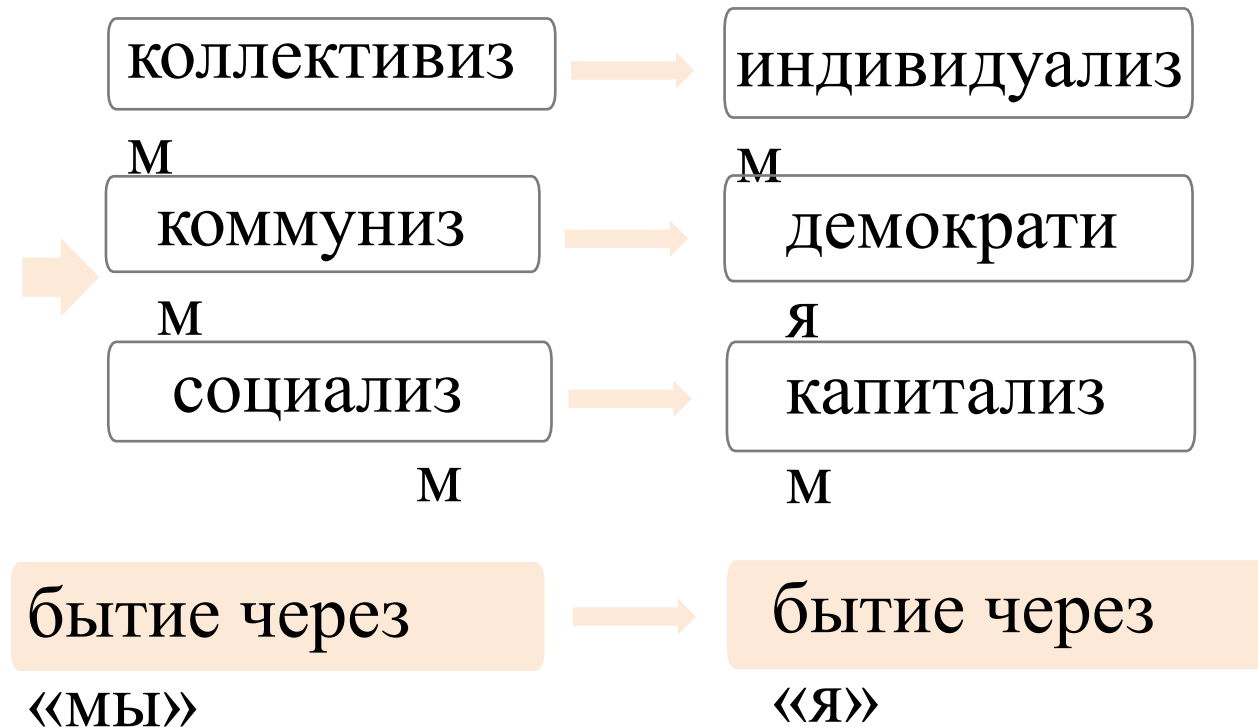 коллективиз
м
индивидуализ
м
коммуниз
м
демократи
я
социализ
м
капитализ
м
бытие через
«мы»
бытие через
«я»